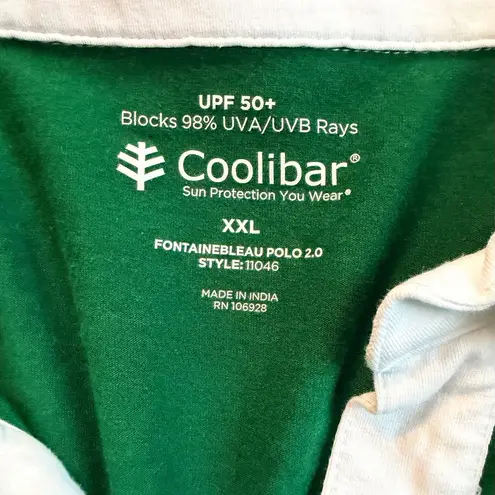 UPF 50+
Blocks 98% UVA/UVB Rays
Coolibar®
Sun Protection You Wear®
XXL
FONTAINEBLEAU POLO 2.0
STYLE: 11046
MADE IN INDIA
RN 106928